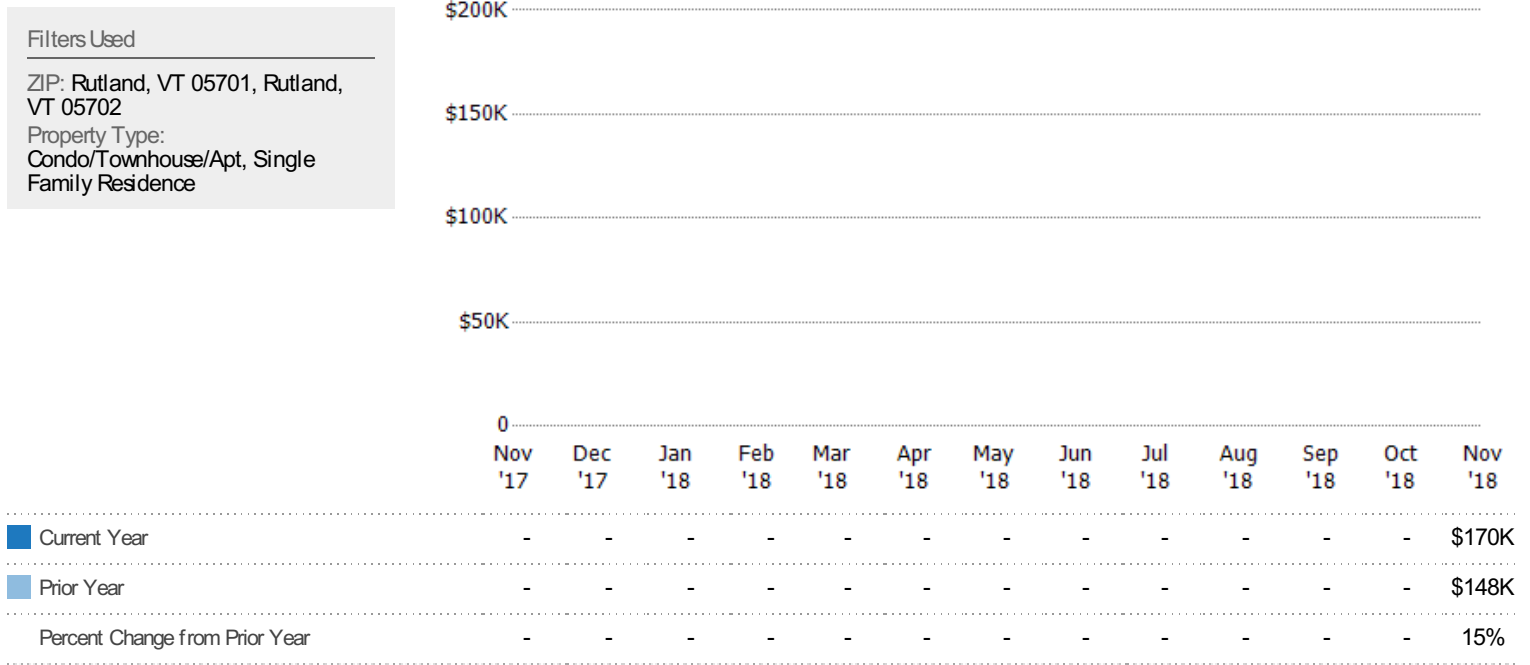 Filters Used
ZIP: Rutland, VT 05701, Rutland,
VT 05702
Property Type:
Condo/Townhouse/Apt, Single
Family Residence
$200K
$150K
$100K
$50K
0
Nov Dec Jan Feb Mar Apr May Jun Jul Aug Sep Oct Nov
'17 '17 '18 '18 '18 '18 '18 '18 '18 '18 '18 '18 '18
Current Year - - - - - - - - - - - - $170K
Prior Year - - - - - - - - - - - - $148K
Percent Change from Prior Year - - - - - - - - - - - - 15%